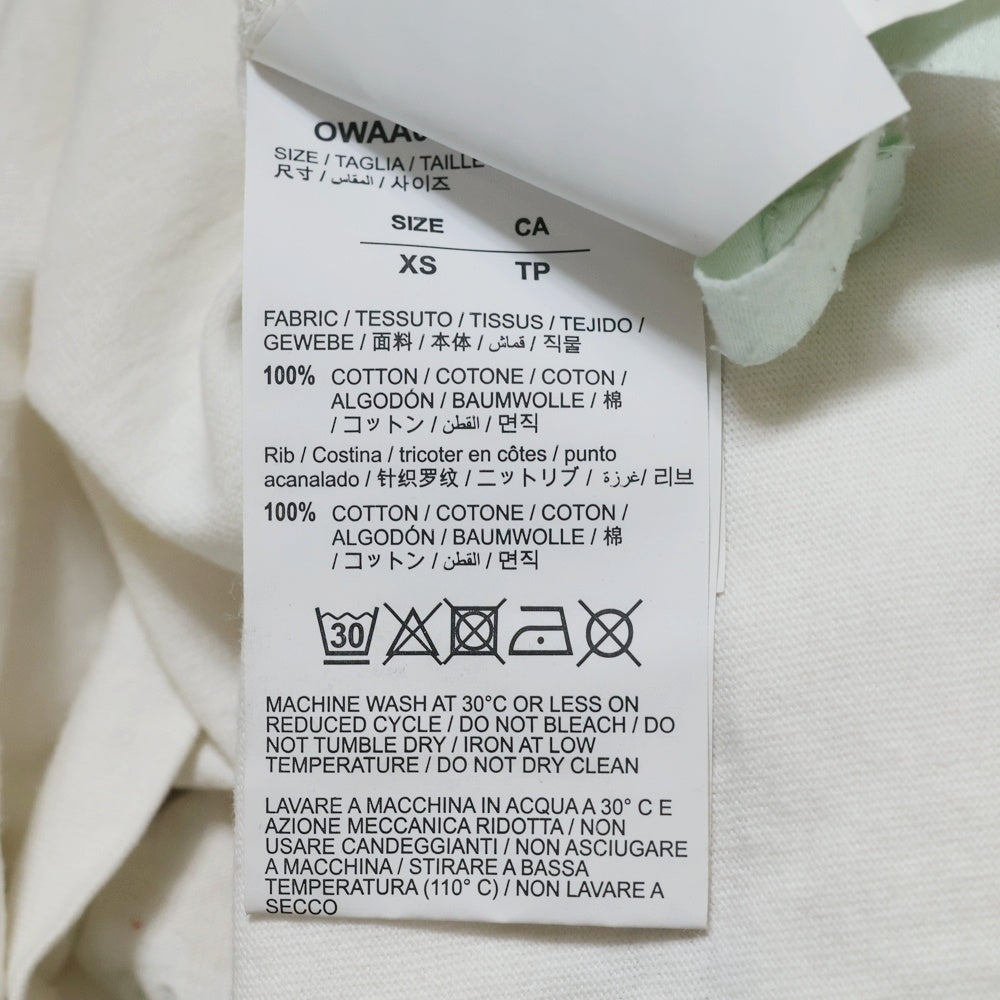 OWAA
SIZE / TAGLIA / TAILLE
尺寸 / المقاس / 사이즈
SIZE CA
XS TP
FABRIC / TESSUTO / TISSUS / TEJIDO /
GEWEBE / 面料 / 本体 / قماش / 직물
100% COTTON / COTONE / COTON /
ALGODÓN / BAUMWOLLE / 棉
/ コットン / القطن / 면직
Rib / Costina / tricoter en côtes / punto
acanalado / 针织罗纹 / ニットリブ / غرزة / 리브
100% COTTON / COTONE / COTON /
ALGODÓN / BAUMWOLLE / 棉
/ コットン / القطن / 면직
30
MACHINE WASH AT 30°C OR LESS ON
REDUCED CYCLE / DO NOT BLEACH / DO
NOT TUMBLE DRY / IRON AT LOW
TEMPERATURE / DO NOT DRY CLEAN
LAVARE A MACCHINA IN ACQUA A 30° C E
AZIONE MECCANICA RIDOTTA / NON
USARE CANDEGGIANTI / NON ASCIUGARE
A MACCHINA / STIRARE A BASSA
TEMPERATURA (110° C) / NON LAVARE A
SECCO